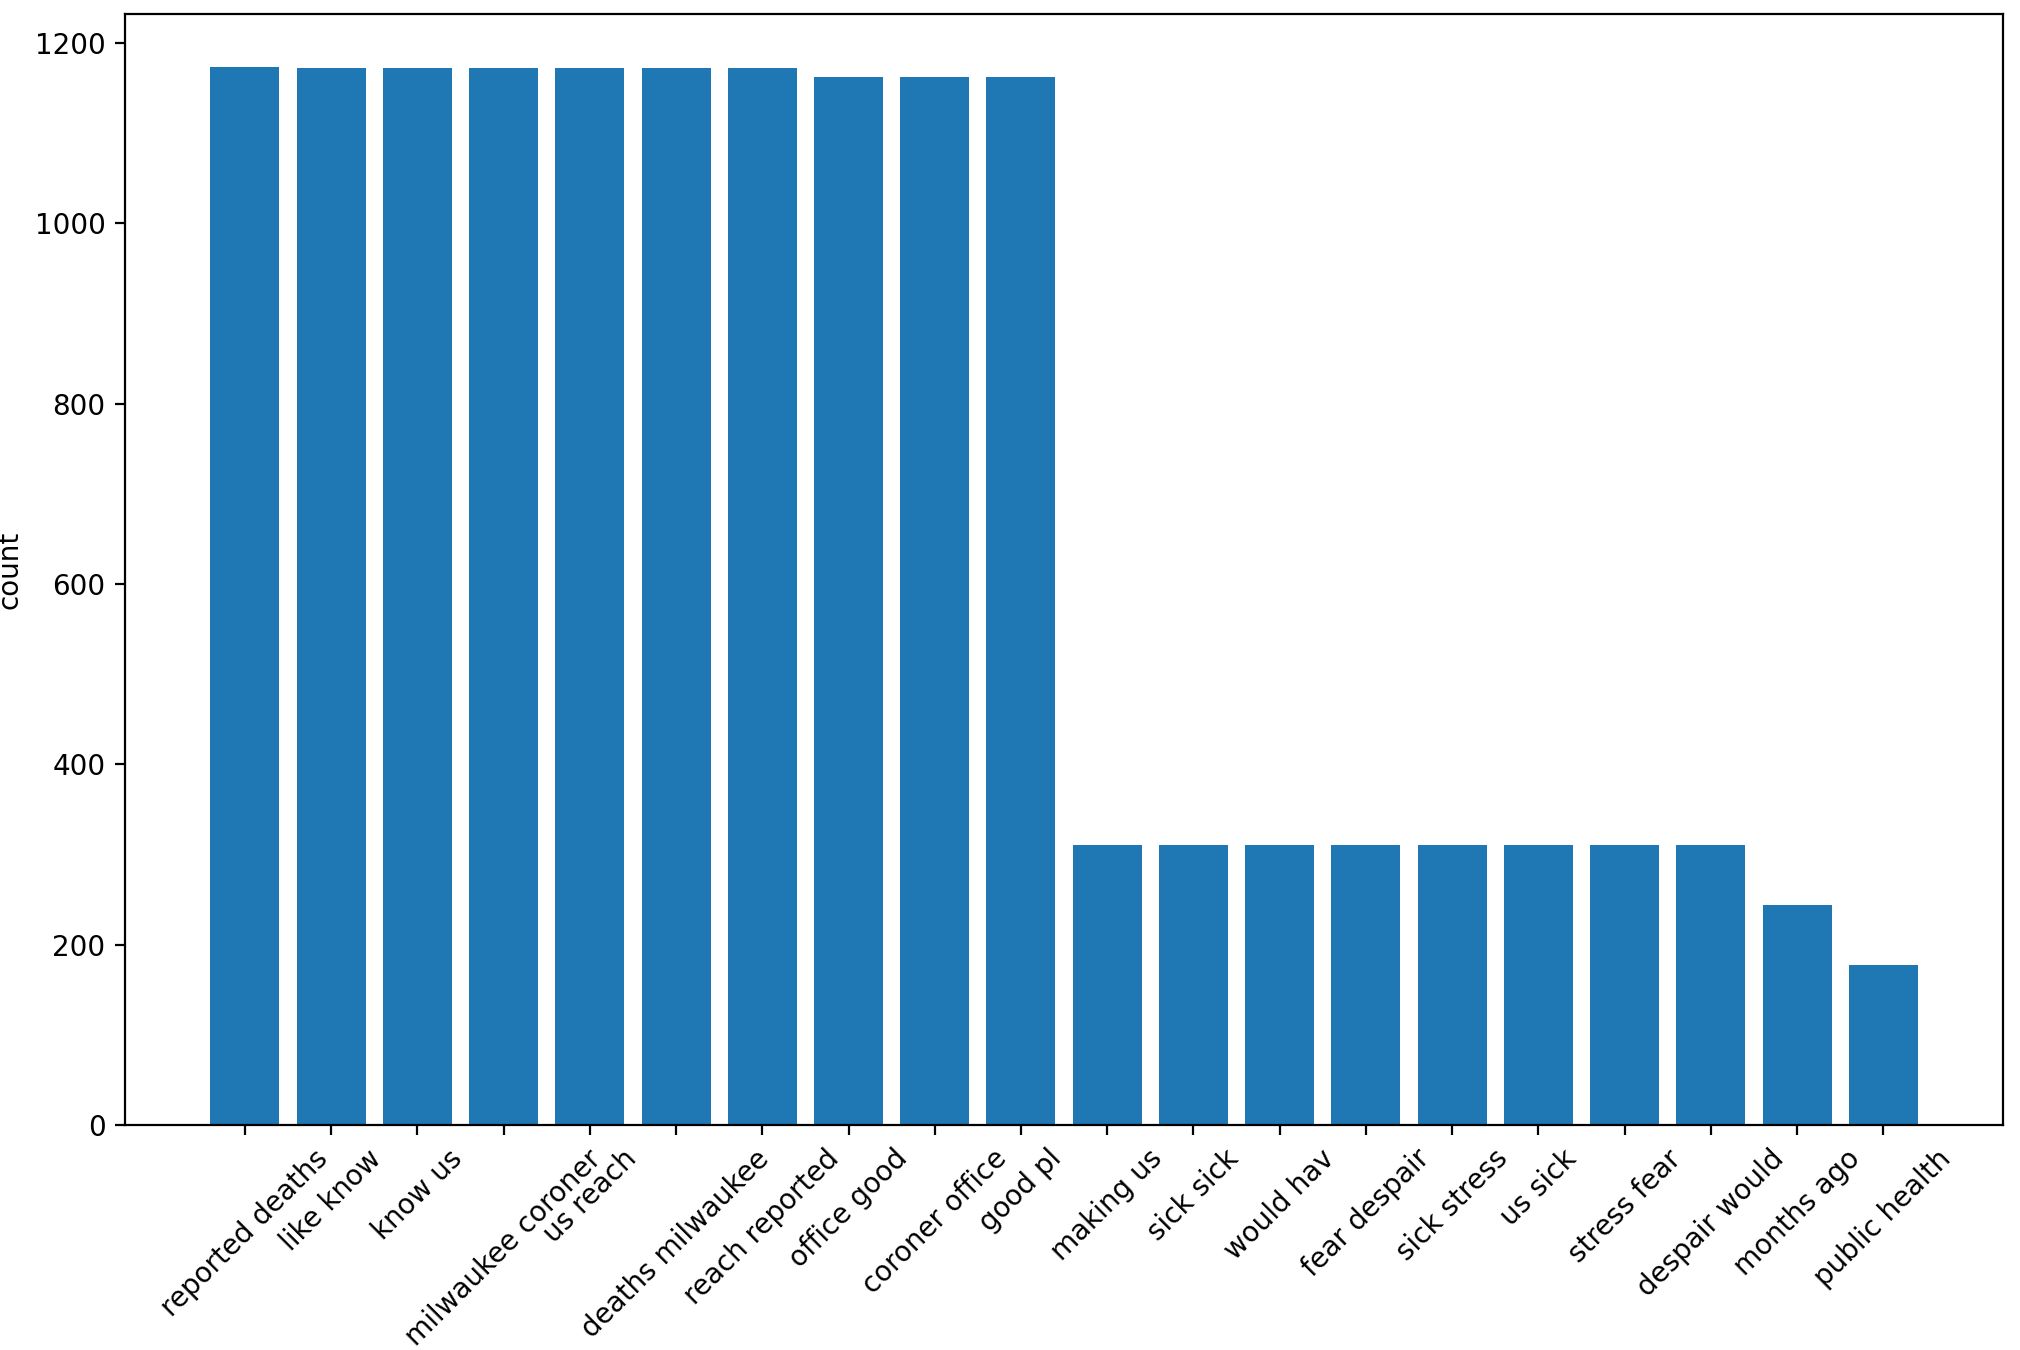 1200
1000
800
600
400
200
0
count
reported deaths
like know
know us
milwaukee coroner
us reach
deaths milwaukee
reach reported
office good
coroner office
good pl
making us
sick sick
would hav
fear despair
sick stress
us sick
stress fear
despair would
months ago
public health